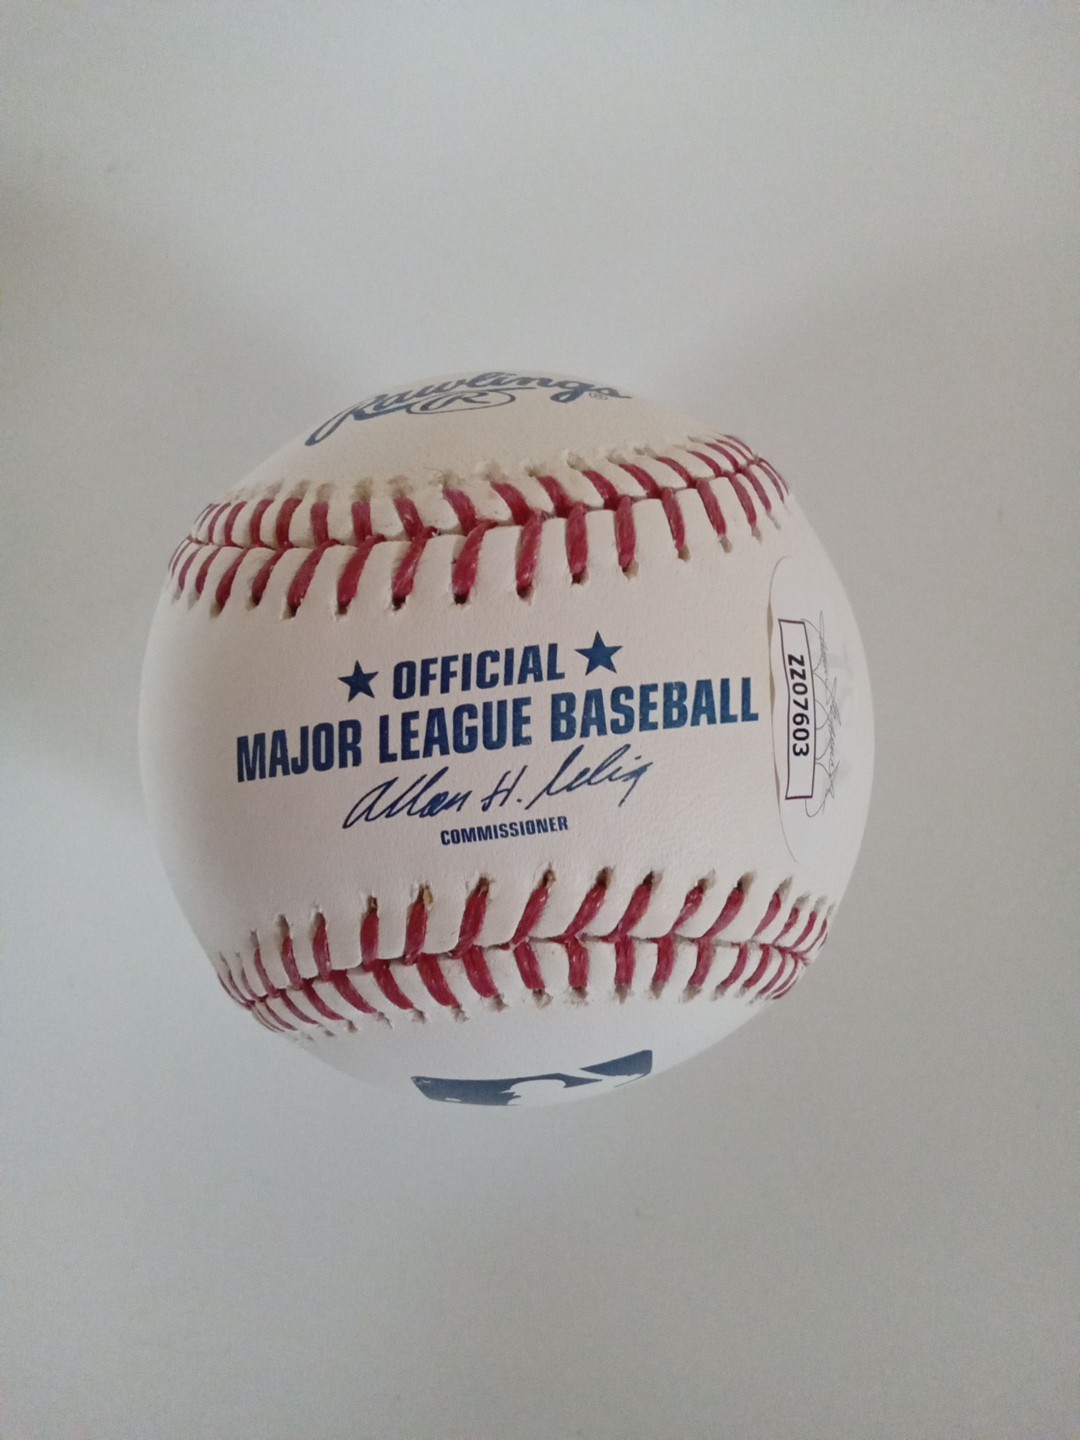 Rawlings
R
OFFICIAL
MAJOR LEAGUE BASEBALL
Allan H. Selig
COMMISSIONER
ZZ07603